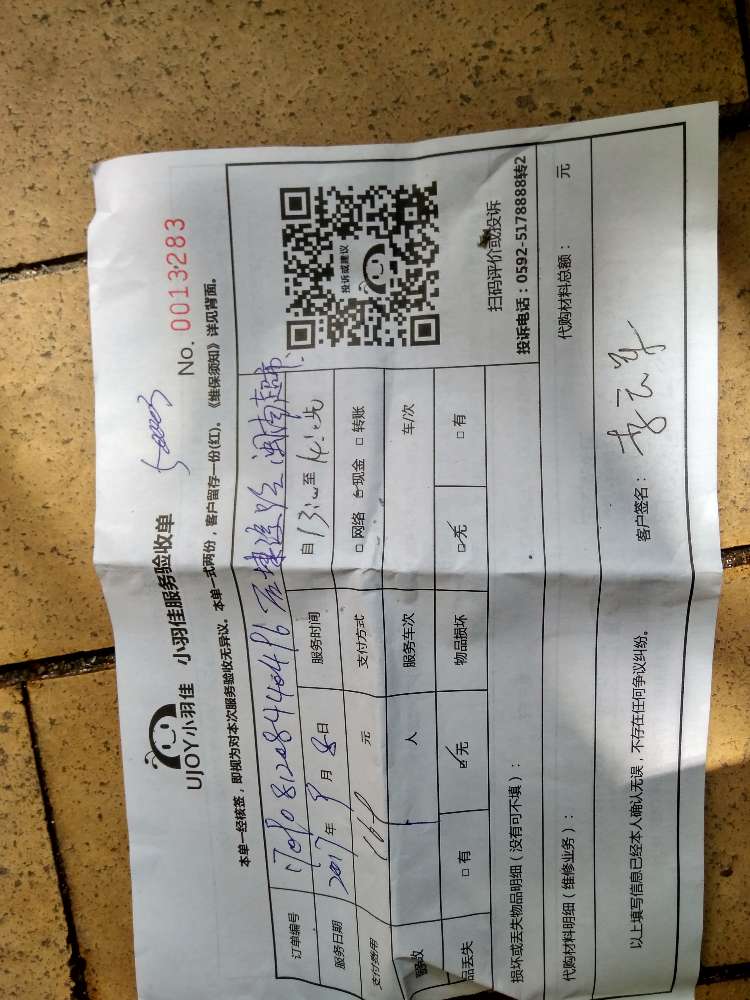 UJOY小羽佳 小羽佳服务验收单
No. 0013283
本单一经核签，即视为对本次服务验收无异议。本单一式两份，客户留存一份(红)。《维保须知》详见背面。
订单编号
服务日期 2017年9月8日 服务时间 自13:至14:
支付费用 元 支付方式 □网络 □现金 □转账
人 服务车次 车/次
品丢失 □有 ☑无 物品损坏 ☑无 □有
投诉或建议
扫码评价或投诉
投诉电话：0592-5178888转2
损坏或丢失物品明细（没有可不填）：
代购材料明细（维修业务）： 代购材料总额： 元
以上填写信息已经本人确认无误，不存在任何争议纠纷。
客户签名：